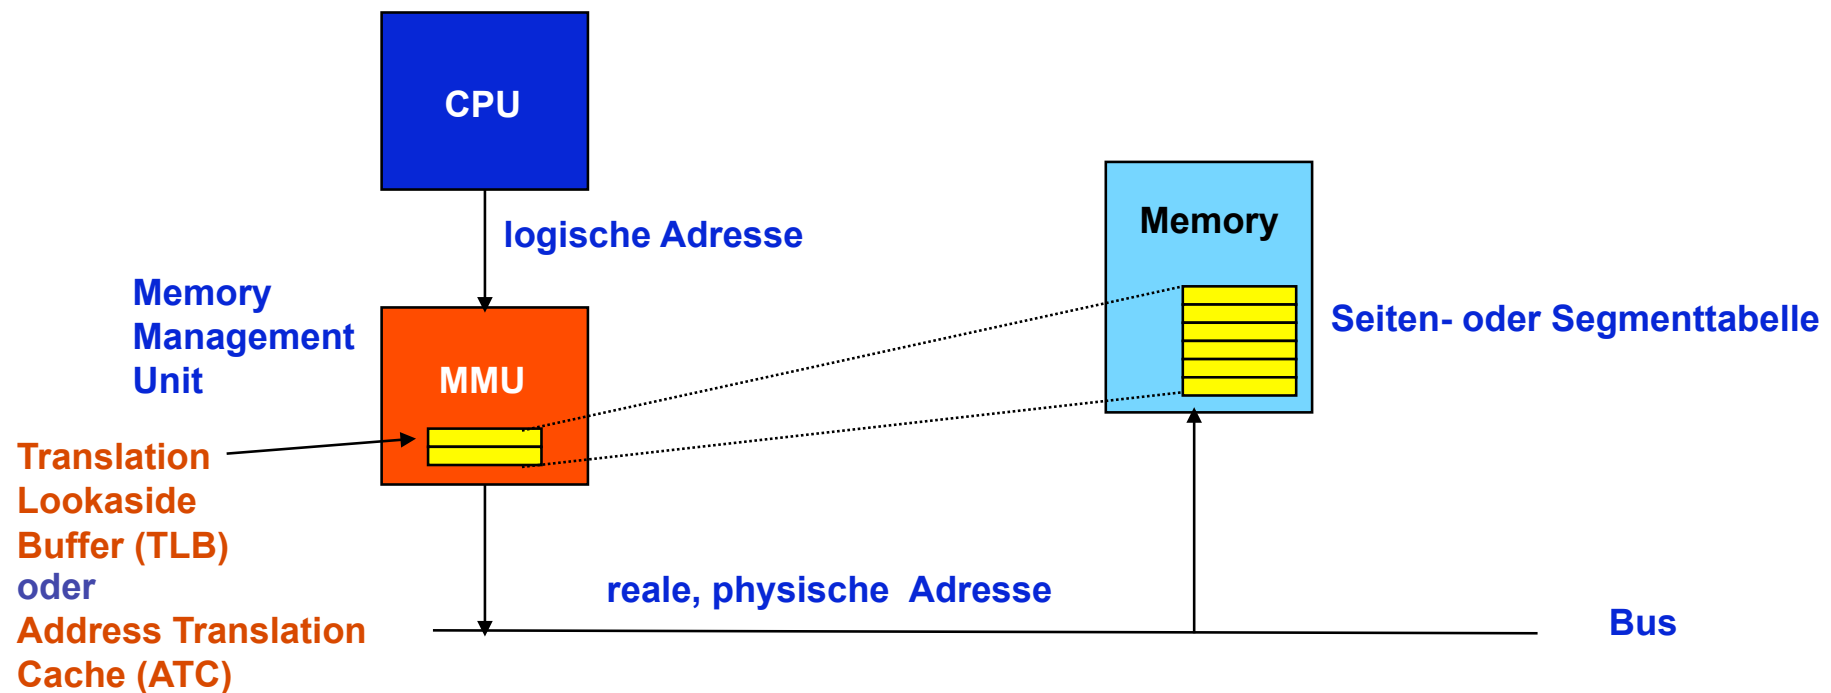 CPU
logische Adresse
Memory
Memory
Management
Unit
Seiten- oder Segmenttabelle
MMU
Translation
Lookaside
Buffer (TLB)
oder
Address Translation
Cache (ATC)
reale, physische Adresse
Bus